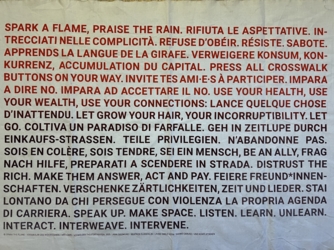 SPARK A FLAME, PRAISE THE RAIN. RIFIUTA LE ASPETTATIVE. IN-
TRECCIATI NELLE COMPLICITÀ. REFUSE D'OBÉIR. RÉSISTE. SABOTE.
APPRENDS LA LANGUE DE LA GIRAFE. VERWEIGERE KONSUM, KON-
KURRENZ, ACCUMULATION DU CAPITAL. PRESS ALL CROSSWALK
BUTTONS ON YOUR WAY. INVITE TES AMI·E·S À PARTICIPER. IMPARA
A DIRE NO. IMPARA AD ACCETTARE IL NO. USE YOUR HEALTH, USE
YOUR WEALTH, USE YOUR CONNECTIONS: LANCE QUELQUE CHOSE
D'INATTENDU. LET GROW YOUR HAIR, YOUR INCORRUPTIBILITY. LET
GO. COLTIVA UN PARADISO DI FARFALLE. GEH IN ZEITLUPE DURCH
EINKAUFS-STRASSEN. TEILE PRIVILEGIEN. N'ABANDONNE PAS.
SOIS EN COLÈRE, SOIS TENDRE, SEI EN MENSCH, BE AN ALLY, FRAG
NACH HILFE, PREPARATI A SCENDERE IN STRADA. DISTRUST THE
RICH. MAKE THEM ANSWER, ACT AND PAY. FEIERE FREUND*INNEN-
SCHAFTEN. VERSCHENKE ZÄRTLICHKEITEN, ZEIT UND LIEDER. STAI
LONTANO DA CHI PERSEGUE CON VIOLENZA LA PROPRIA AGENDA
DI CARRIERA. SPEAK UP. MAKE SPACE. LISTEN. LEARN. UNLEARN.
INTERACT. INTERWEAVE. INTERVENE.